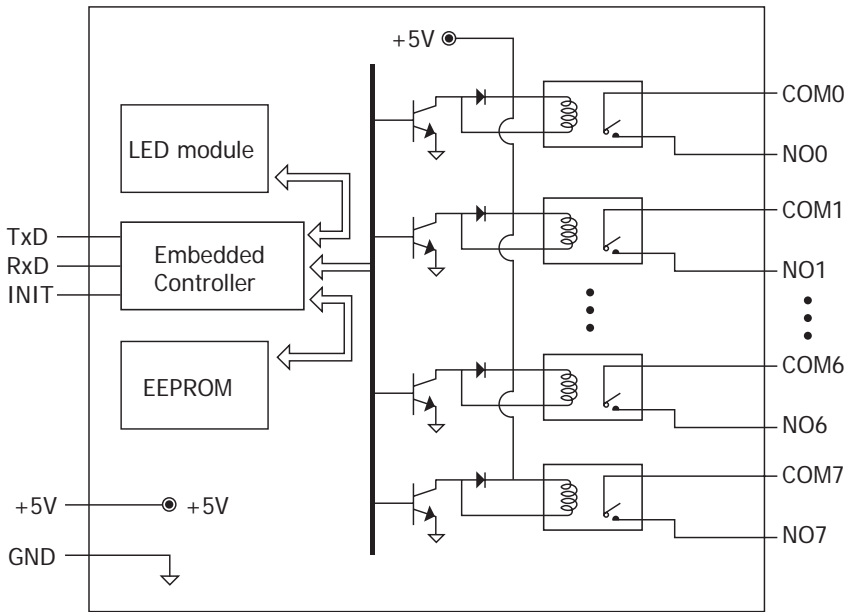 +5V
COM0
NO0
LED module
COM1
TxD
RxD
INIT
Embedded
Controller
NO1
EEPROM
COM6
NO6
COM7
+5V
+5V
NO7
GND